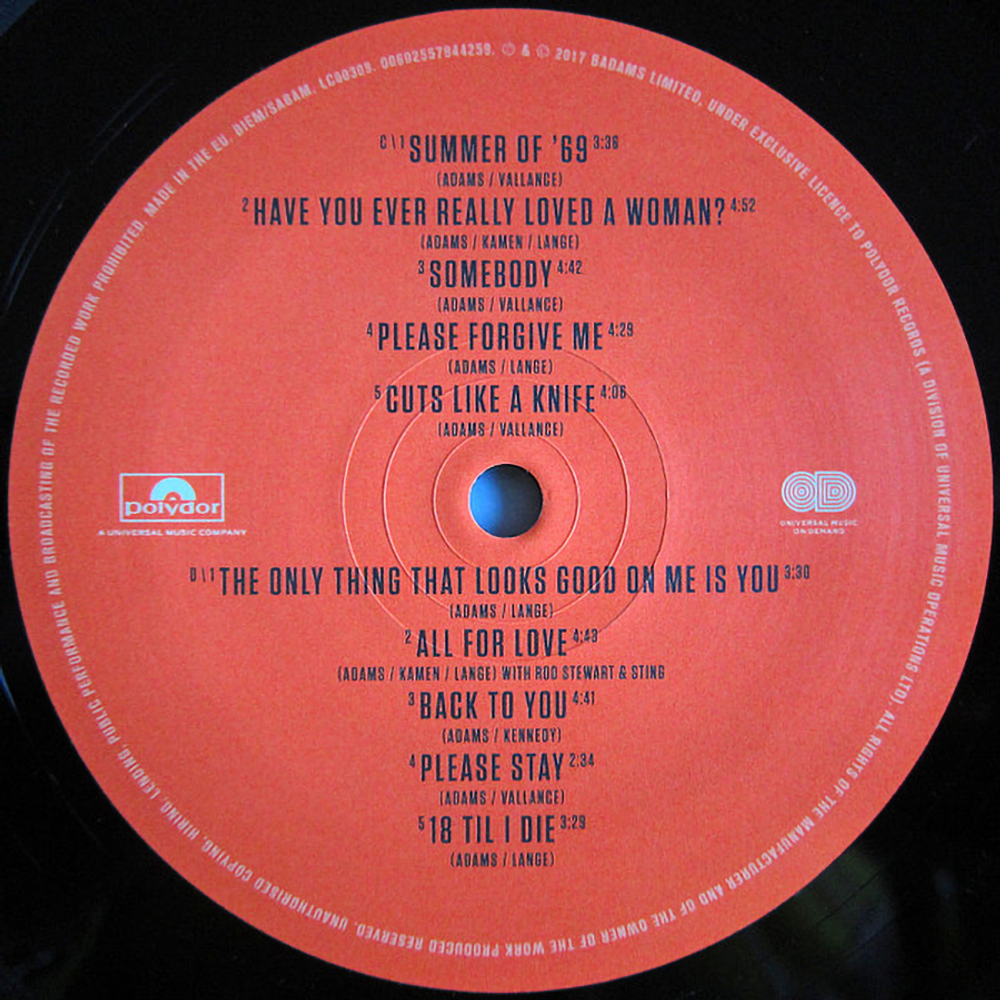 C\1 SUMMER OF '69 3:36
(ADAMS / VALLANCE)
2 HAVE YOU EVER REALLY LOVED A WOMAN? 4:52
(ADAMS / KAMEN / LANGE)
3 SOMEBODY 4:42
(ADAMS / VALLANCE)
4 PLEASE FORGIVE ME 4:29
(ADAMS / LANGE)
5 CUTS LIKE A KNIFE 4:06
(ADAMS / VALLANCE)
polydor
A UNIVERSAL MUSIC COMPANY
OD
UNIVERSAL MUSIC
ON DEMAND
D\1 THE ONLY THING THAT LOOKS GOOD ON ME IS YOU 3:30
(ADAMS / LANGE)
2 ALL FOR LOVE 4:43
(ADAMS / KAMEN / LANGE) WITH ROD STEWART & STING
3 BACK TO YOU 4:41
(ADAMS / KENNEDY)
4 PLEASE STAY 2:34
(ADAMS / VALLANCE)
5 18 TIL I DIE 3:29
(ADAMS / LANGE)
℗ & © 2017 BADAMS LIMITED, UNDER EXCLUSIVE LICENCE TO POLYDOR RECORDS (A DIVISION OF UNIVERSAL MUSIC OPERATIONS LTD). ALL RIGHTS OF THE MANUFACTURER AND OF THE OWNER OF THE WORK PRODUCED RESERVED. UNAUTHORISED COPYING, HIRING, LENDING, PUBLIC PERFORMANCE AND BROADCASTING OF THE RECORDED WORK PROHIBITED. MADE IN THE EU. BIEM/SABAM. LC00309. 00602557944259.